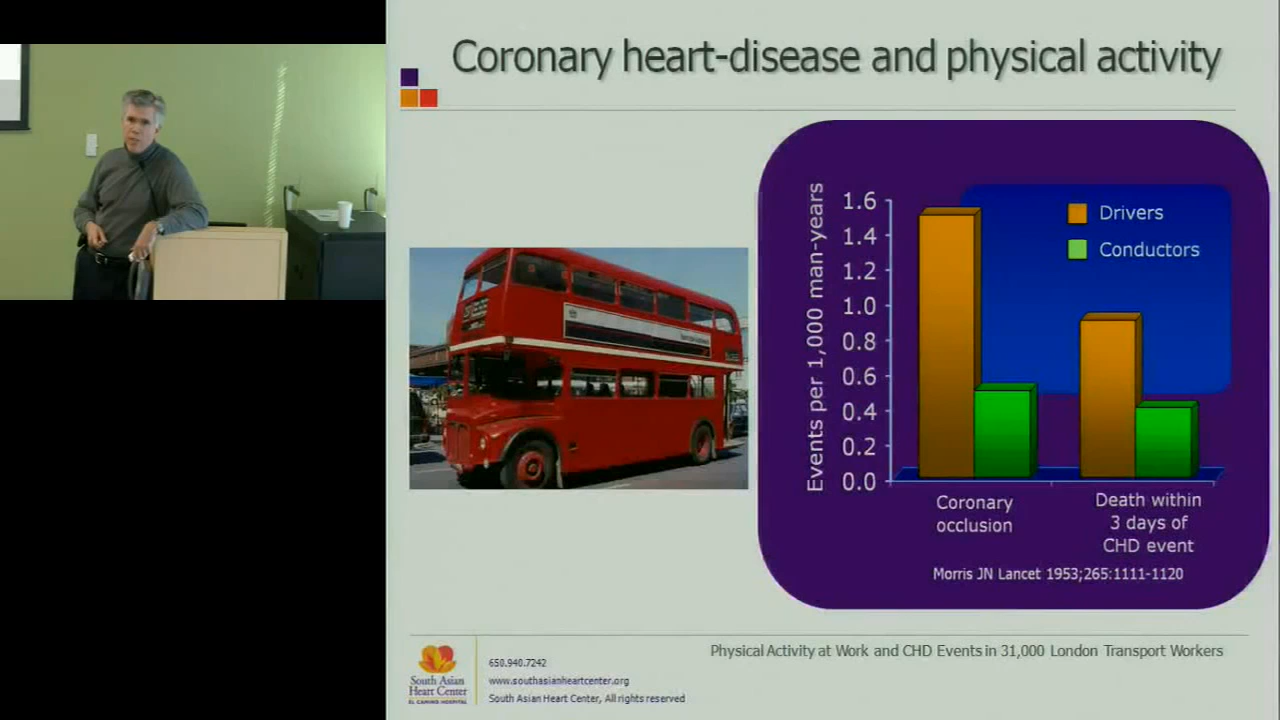 Coronary heart-disease and physical activity
Events per 1,000 man-years
1.6
1.4
1.2
1.0
0.8
0.6
0.4
0.2
0.0
Drivers
Conductors
Coronary
occlusion
Death within
3 days of
CHD event
Morris JN Lancet 1953;265:1111-1120
Physical Activity at Work and CHD Events in 31,000 London Transport Workers
South Asian
Heart Center
EL CAMINO HOSPITAL
650.940.7242
www.southasianheartcenter.org
South Asian Heart Center, All rights reserved